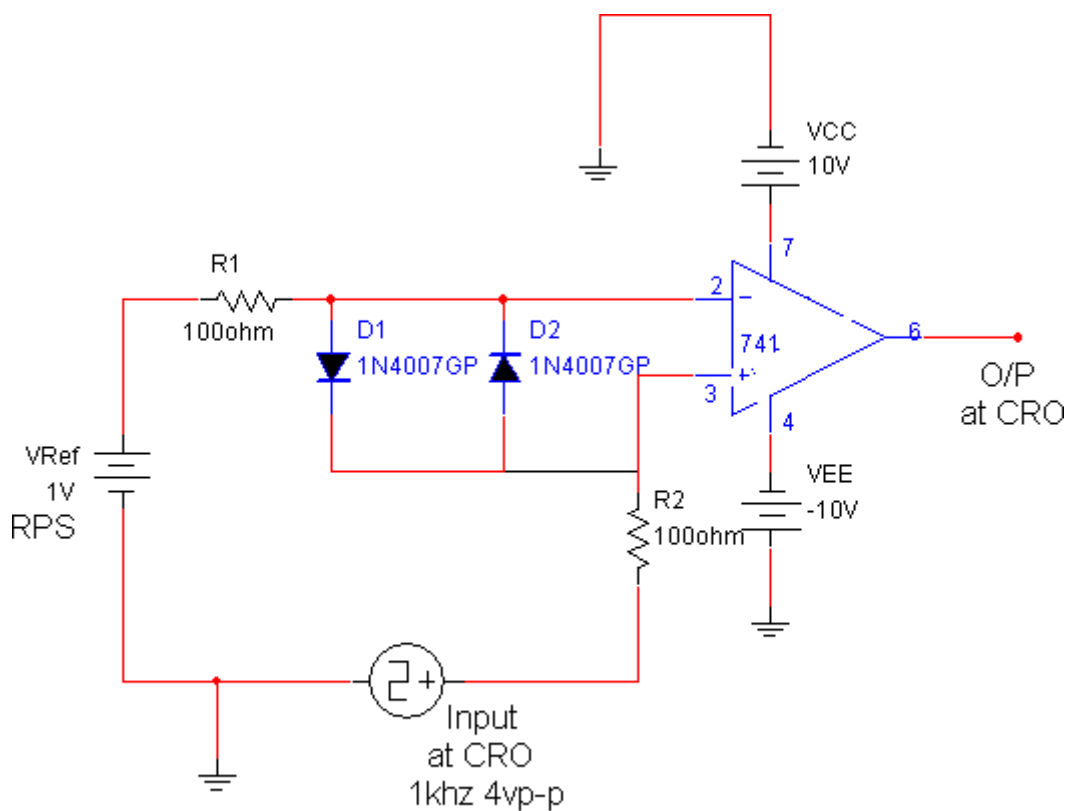 VCC
10V
7
R1
100ohm
2
−
D1
1N4007GP
D2
1N4007GP
741
+
3
6
O/P
at CRO
4
VRef
1V
RPS
R2
100ohm
VEE
-10V
+
Input
at CRO
1khz 4vp-p